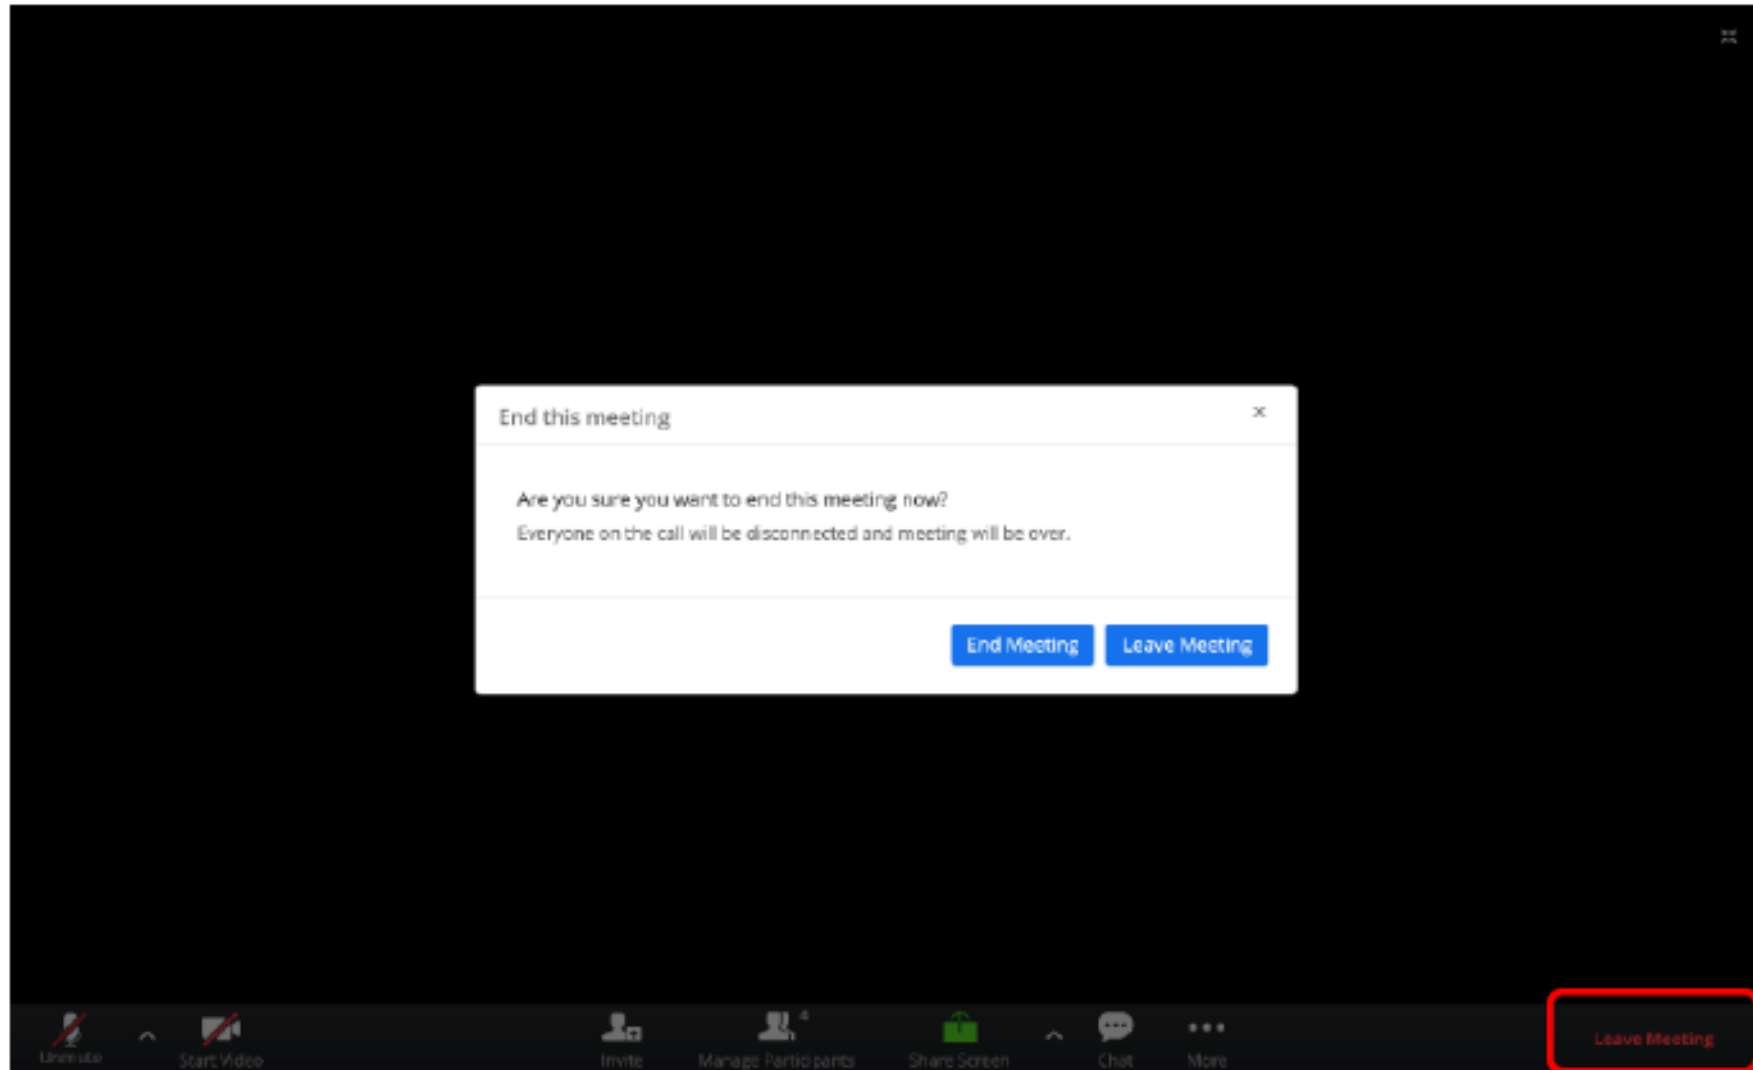 End this meeting
×
Are you sure you want to end this meeting now?
Everyone on the call will be disconnected and meeting will be over.
End Meeting Leave Meeting
4
Unmute Start Video Invite Manage Participants Share Screen Chat More Leave Meeting